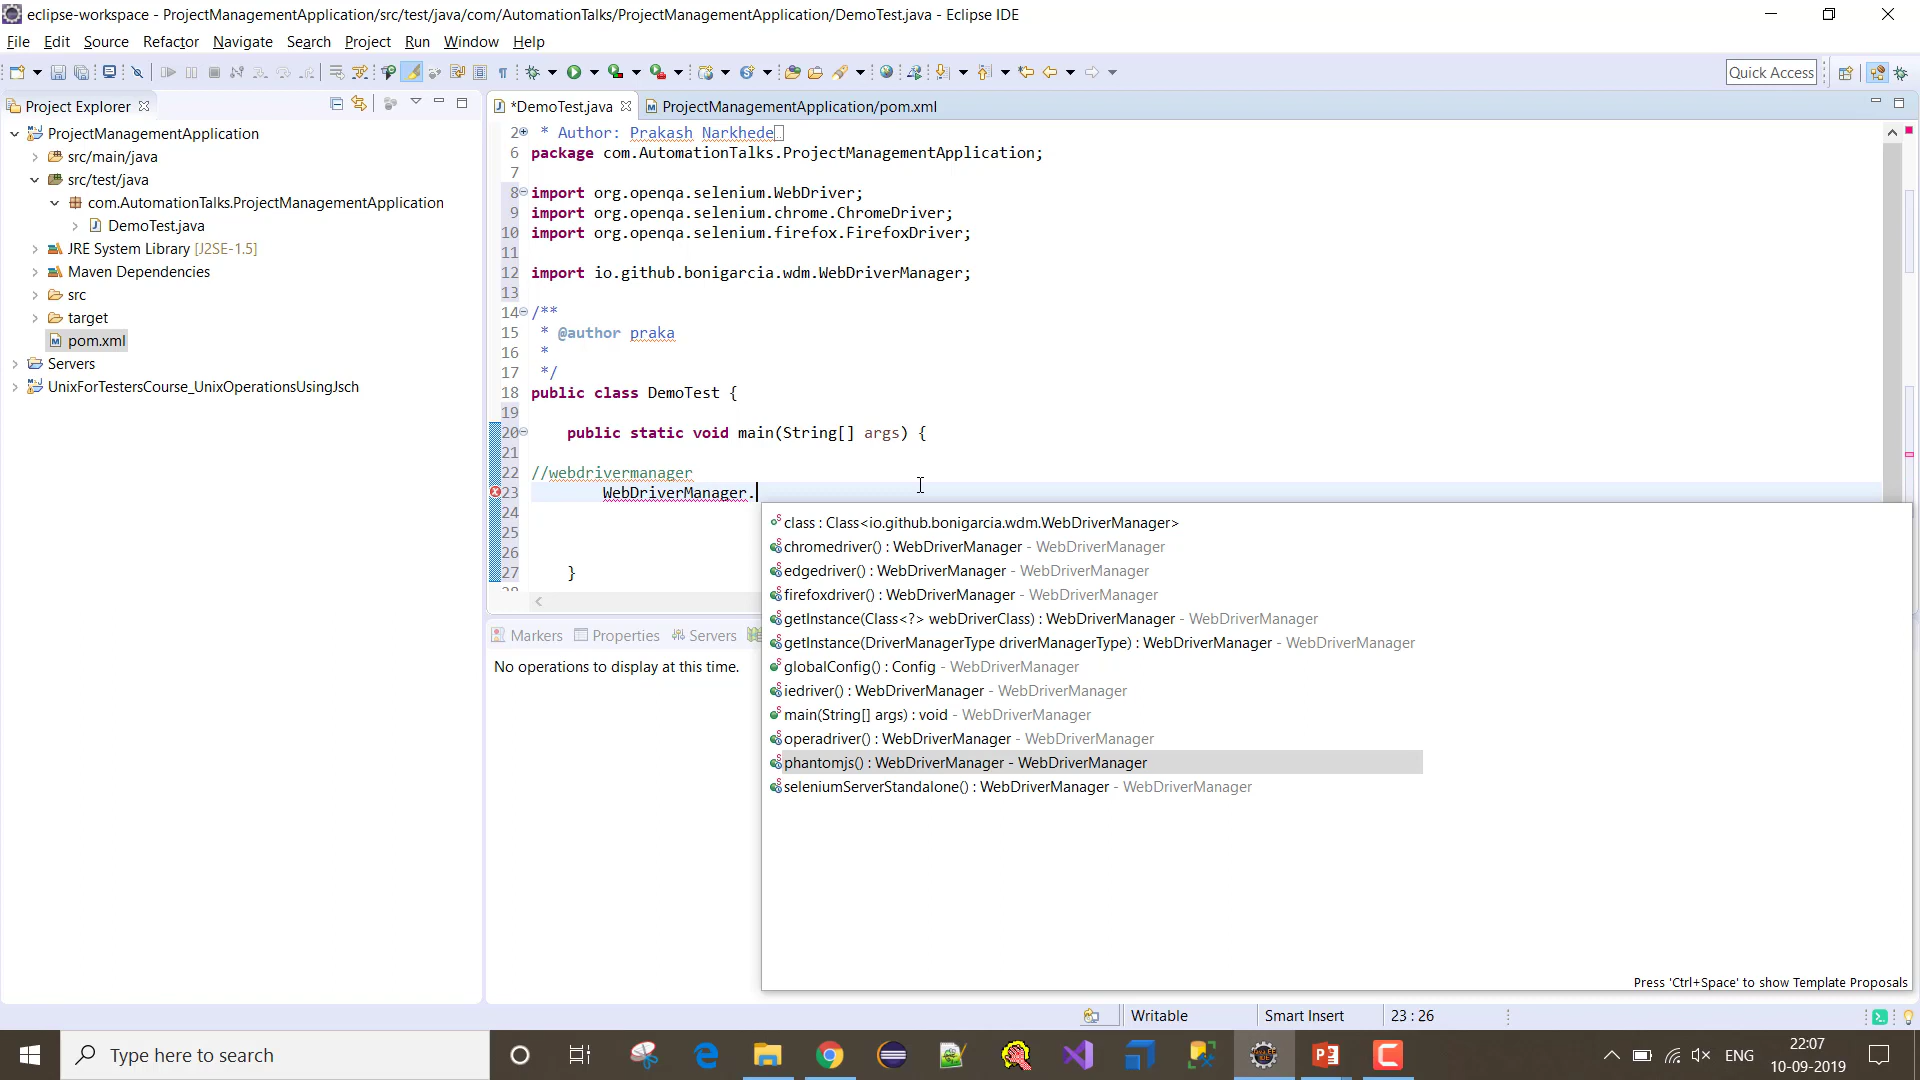 eclipse-workspace - ProjectManagementApplication/src/test/java/com/AutomationTalks/ProjectManagementApplication/DemoTest.java - Eclipse IDE
File Edit Source Refactor Navigate Search Project Run Window Help
Quick Access
Project Explorer
*DemoTest.java
ProjectManagementApplication/pom.xml
ProjectManagementApplication
src/main/java
src/test/java
com.AutomationTalks.ProjectManagementApplication
DemoTest.java
JRE System Library [J2SE-1.5]
Maven Dependencies
src
target
pom.xml
Servers
UnixForTestersCourse_UnixOperationsUsingJsch
2 * Author: Prakash Narkhede
6 package com.AutomationTalks.ProjectManagementApplication;
7
8 import org.openqa.selenium.WebDriver;
9 import org.openqa.selenium.chrome.ChromeDriver;
10 import org.openqa.selenium.firefox.FirefoxDriver;
11
12 import io.github.bonigarcia.wdm.WebDriverManager;
13
14 /**
15 * @author praka
16 *
17 */
18 public class DemoTest {
19
20 public static void main(String[] args) {
21
22 //webdrivermanager
23 WebDriverManager.
24
25
26
27 }
class : Class<io.github.bonigarcia.wdm.WebDriverManager>
chromedriver() : WebDriverManager - WebDriverManager
edgedriver() : WebDriverManager - WebDriverManager
firefoxdriver() : WebDriverManager - WebDriverManager
getInstance(Class<?> webDriverClass) : WebDriverManager - WebDriverManager
getInstance(DriverManagerType driverManagerType) : WebDriverManager - WebDriverManager
globalConfig() : Config - WebDriverManager
iedriver() : WebDriverManager - WebDriverManager
main(String[] args) : void - WebDriverManager
operadriver() : WebDriverManager - WebDriverManager
phantomjs() : WebDriverManager - WebDriverManager
seleniumServerStandalone() : WebDriverManager - WebDriverManager
Press 'Ctrl+Space' to show Template Proposals
Markers Properties Servers
No operations to display at this time.
Writable Smart Insert 23 : 26
Type here to search
ENG
22:07
10-09-2019